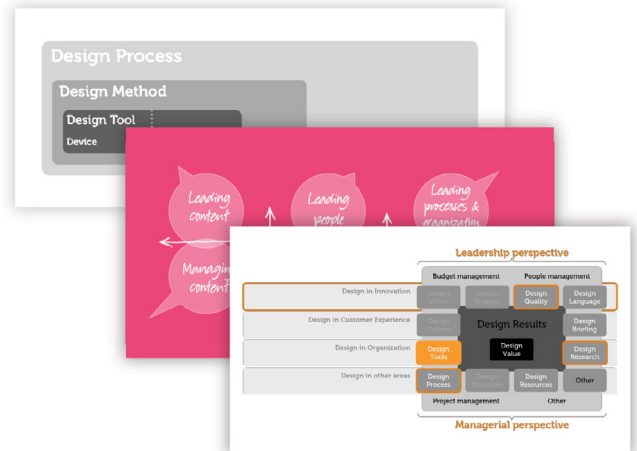 Design Process
Design Method
Design Tool
Device
Leading
content
Leading
people
Leading
processes &
organization
Managing
content
Leadership perspective
Budget management People management
Design in Innovation
Design
Vision
Design
Strategy
Design
Quality
Design
Language
Design in Customer Experience
Design
Culture
Design Results
Design
Briefing
Design in Organization
Design
Tools
Design
Value
Design
Research
Design in other areas
Design
Process
Design
Design
Resources
Other
Project management Other
Managerial perspective